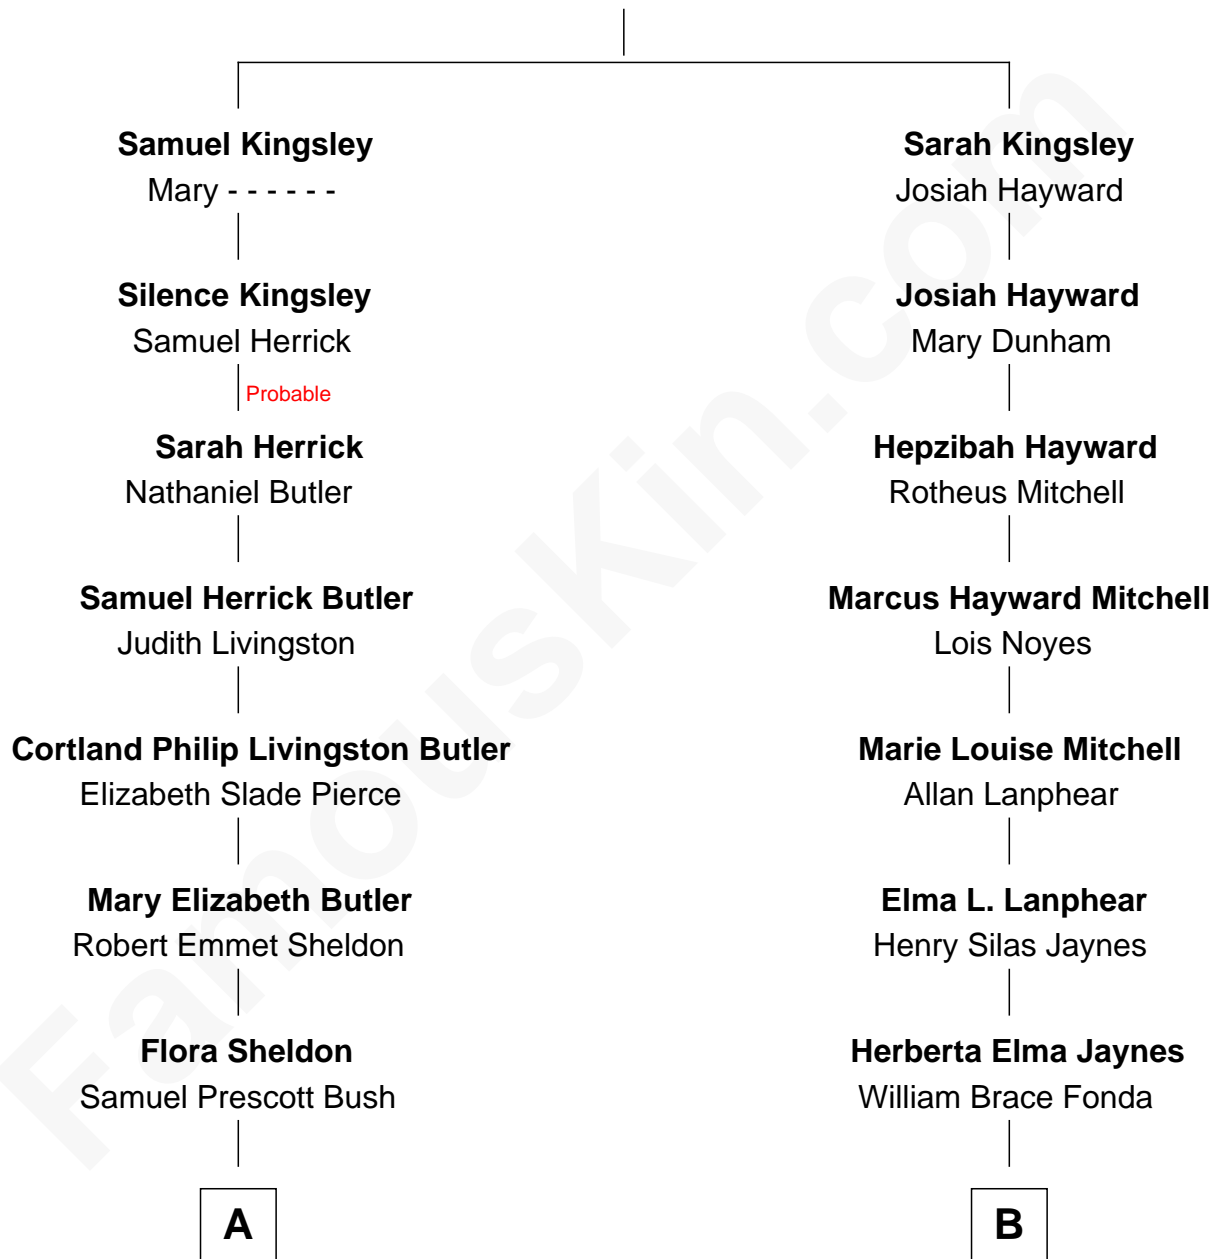 Samuel Kingsley
Mary - - - - - -
Sarah Kingsley
Josiah Hayward
Silence Kingsley
Samuel Herrick
Josiah Hayward
Mary Dunham
Probable
Sarah Herrick
Nathaniel Butler
Hepzibah Hayward
Rotheus Mitchell
Samuel Herrick Butler
Judith Livingston
Marcus Hayward Mitchell
Lois Noyes
Cortland Philip Livingston Butler
Elizabeth Slade Pierce
Marie Louise Mitchell
Allan Lanphear
Mary Elizabeth Butler
Robert Emmet Sheldon
Elma L. Lanphear
Henry Silas Jaynes
Flora Sheldon
Samuel Prescott Bush
Herberta Elma Jaynes
William Brace Fonda
A
B
FamousKin.com